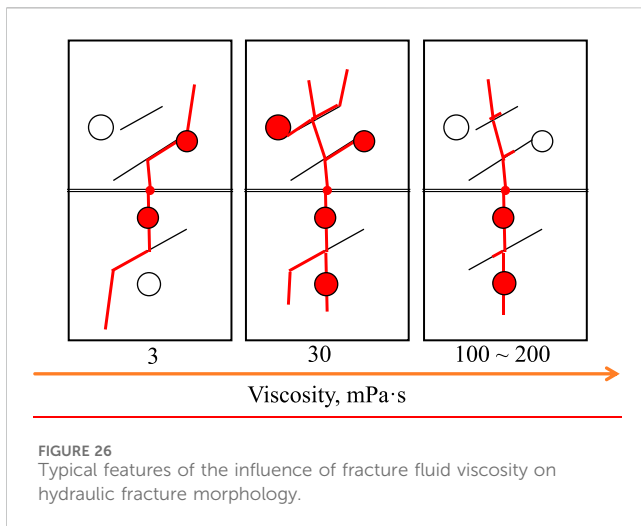 3 30 100 ~ 200
Viscosity, mPa·s
FIGURE 26
Typical features of the influence of fracture fluid viscosity on
hydraulic fracture morphology.